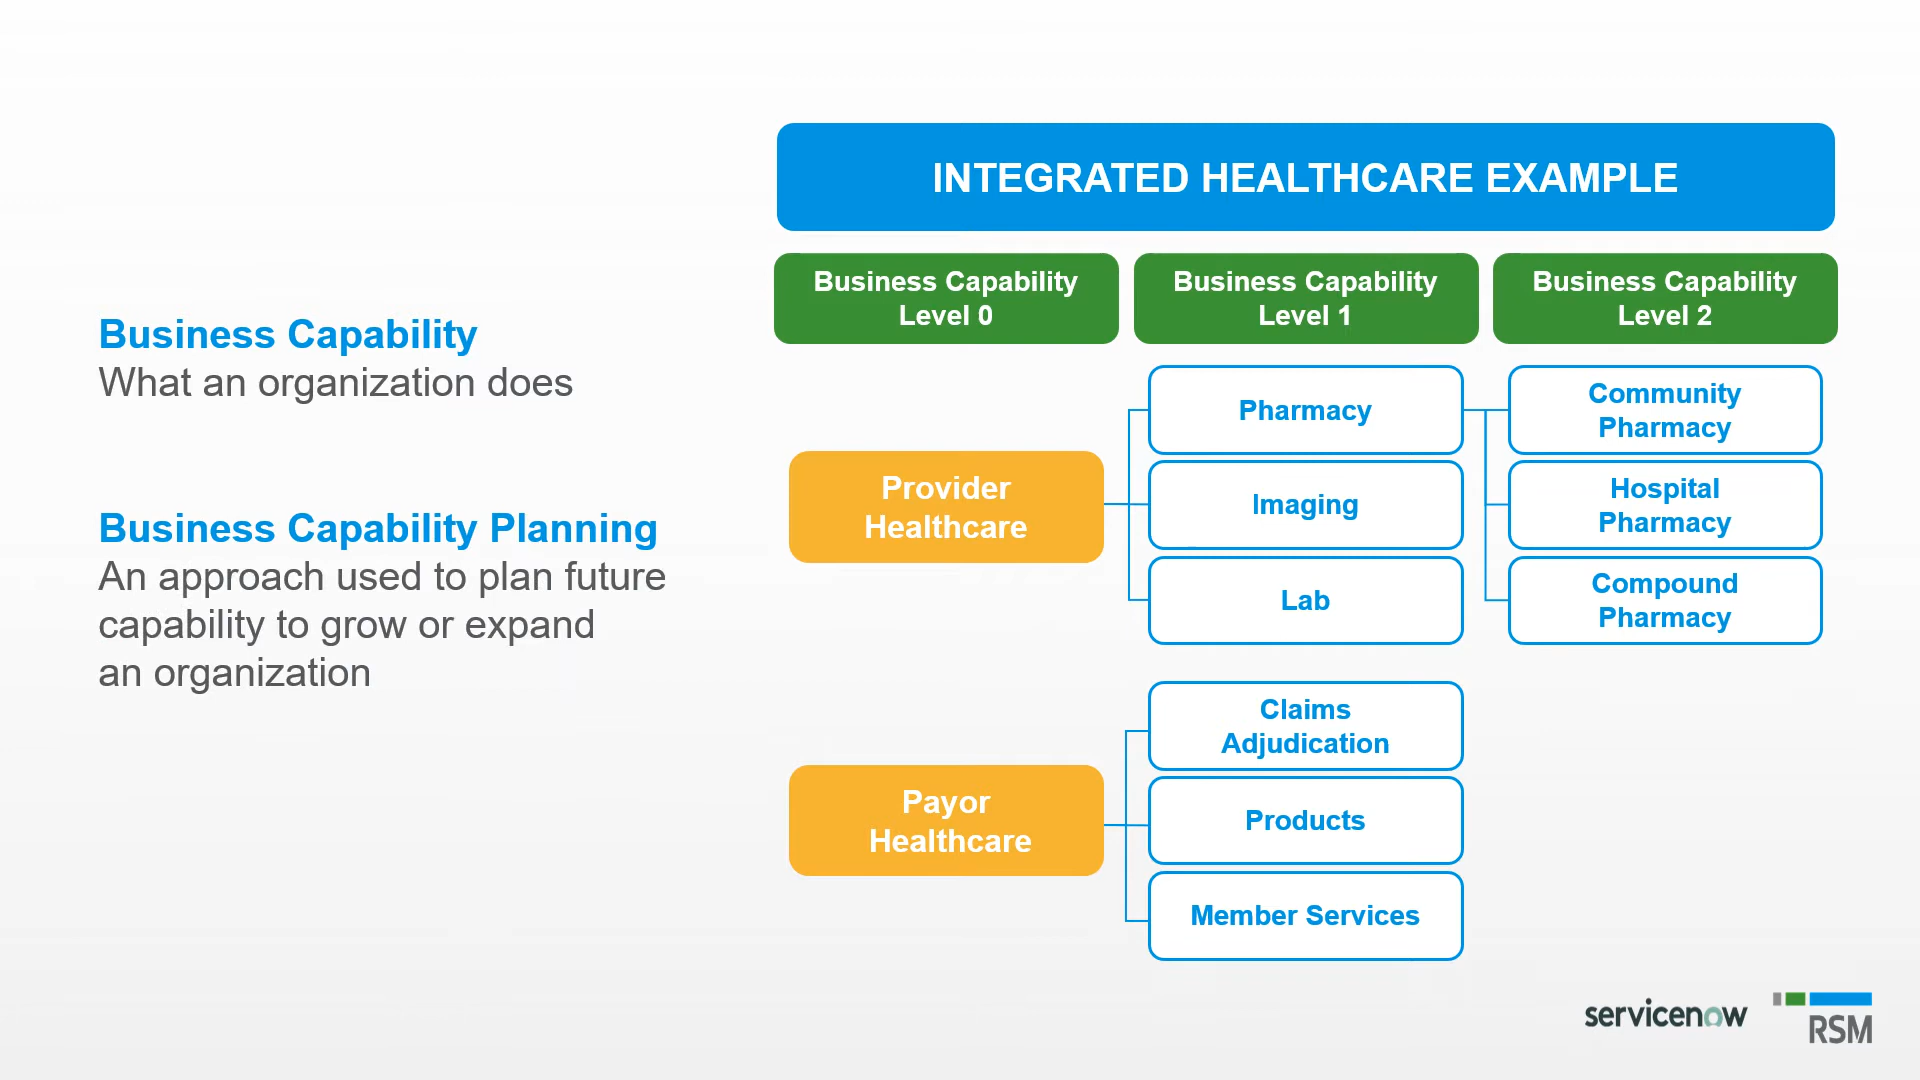 Business Capability
What an organization does
Business Capability Planning
An approach used to plan future
capability to grow or expand
an organization
INTEGRATED HEALTHCARE EXAMPLE
Business Capability
Level 0
Business Capability
Level 1
Business Capability
Level 2
Provider
Healthcare
Pharmacy
Imaging
Lab
Community
Pharmacy
Hospital
Pharmacy
Compound
Pharmacy
Payor
Healthcare
Claims
Adjudication
Products
Member Services
servicenow
RSM